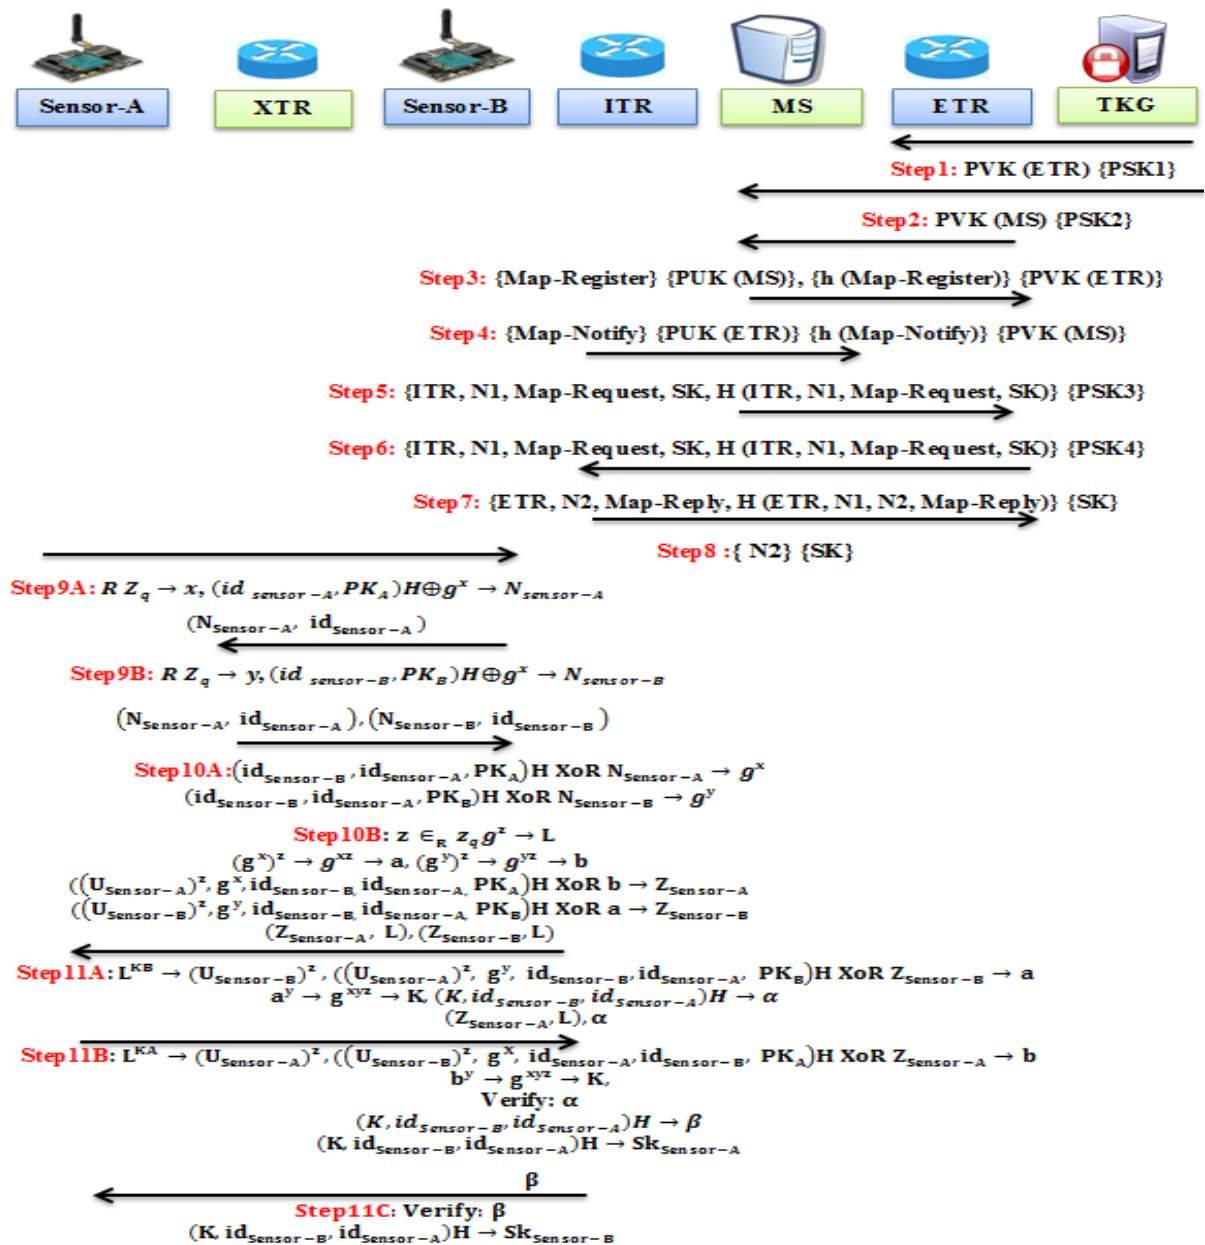 Sensor-A XTR Sensor-B ITR MS ETR TKG
Step1: PVK (ETR) {PSK1}
Step2: PVK (MS) {PSK2}
Step3: {Map-Register} {PUK (MS)}, {h (Map-Register)} {PVK (ETR)}
Step4: {Map-Notify} {PUK (ETR)} {h (Map-Notify)} {PVK (MS)}
Step5: {ITR, N1, Map-Request, SK, H (ITR, N1, Map-Request, SK)} {PSK3}
Step6: {ITR, N1, Map-Request, SK, H (ITR, N1, Map-Request, SK)} {PSK4}
Step7: {ETR, N2, Map-Reply, H (ETR, N1, N2, Map-Reply)} {SK}
Step8 :{ N2} {SK}
Step9A: R Z_q → x, (id_sensor−A, PK_A)H⊕g^x → N_sensor−A
(N_Sensor−A, id_Sensor−A)
Step9B: R Z_q → y, (id_sensor−B, PK_B)H⊕g^x → N_sensor−B
(N_Sensor−A, id_Sensor−A), (N_Sensor−B, id_Sensor−B)
Step10A:(id_Sensor−B, id_Sensor−A, PK_A)H XoR N_Sensor−A → g^x
(id_Sensor−B, id_Sensor−A, PK_B)H XoR N_Sensor−B → g^y
Step10B: z ∈_R z_q g^z → L
(g^x)^z → g^xz → a, (g^y)^z → g^yz → b
((U_Sensor−A)^z, g^x, id_Sensor−B, id_Sensor−A, PK_A)H XoR b → Z_Sensor−A
((U_Sensor−B)^z, g^y, id_Sensor−B, id_Sensor−A, PK_B)H XoR a → Z_Sensor−B
(Z_Sensor−A, L), (Z_Sensor−B, L)
Step11A: L^KB → (U_Sensor−B)^z, ((U_Sensor−A)^z, g^y, id_Sensor−B, id_Sensor−A, PK_B)H XoR Z_Sensor−B → a
a^y → g^xyz → K, (K, id_Sensor−B, id_Sensor−A)H → α
(Z_Sensor−A, L), α
Step11B: L^KA → (U_Sensor−A)^z, ((U_Sensor−B)^z, g^x, id_Sensor−A, id_Sensor−B, PK_A)H XoR Z_Sensor−A → b
b^y → g^xyz → K,
Verify: α
(K, id_Sensor−B, id_Sensor−A)H → β
(K, id_Sensor−B, id_Sensor−A)H → Sk_Sensor−A
β
Step11C: Verify: β
(K, id_Sensor−B, id_Sensor−A)H → Sk_Sensor−B